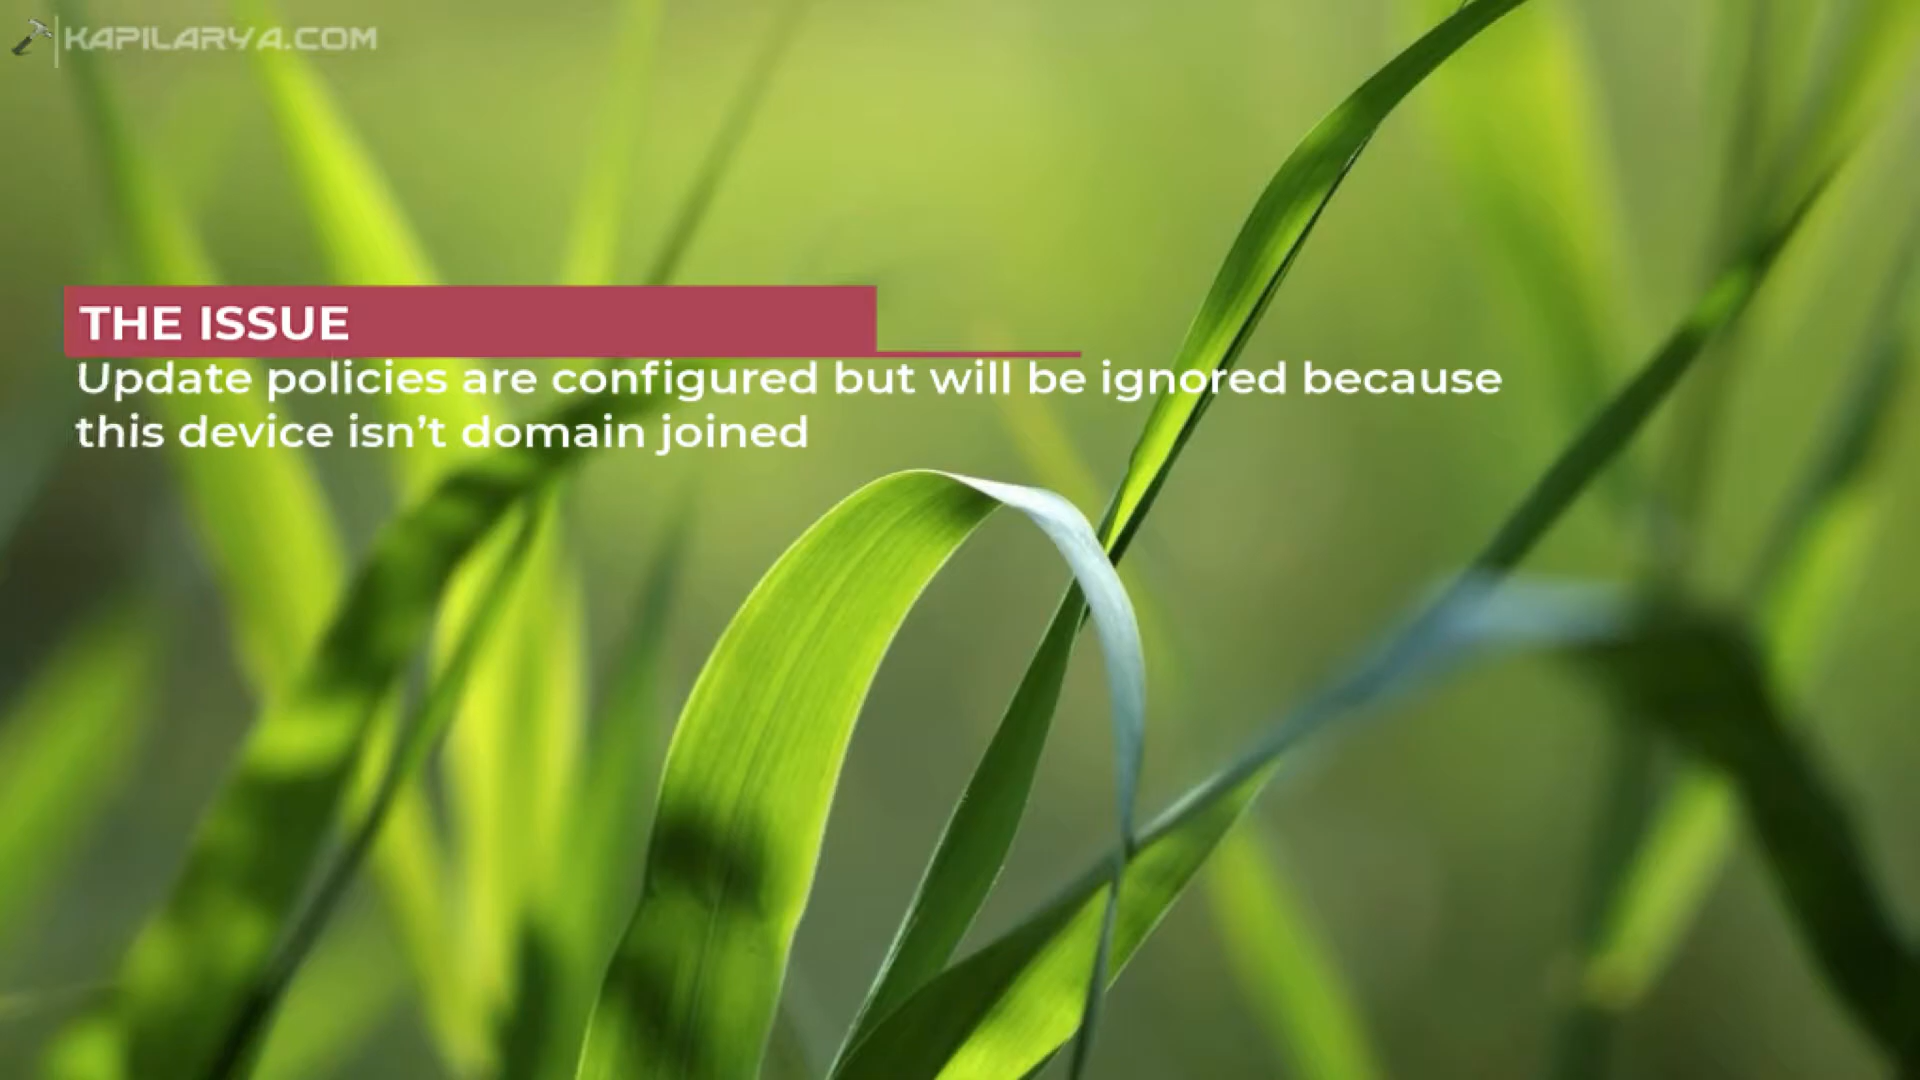 KAPILARYA.COM
THE ISSUE
Update policies are configured but will be ignored because
this device isn’t domain joined